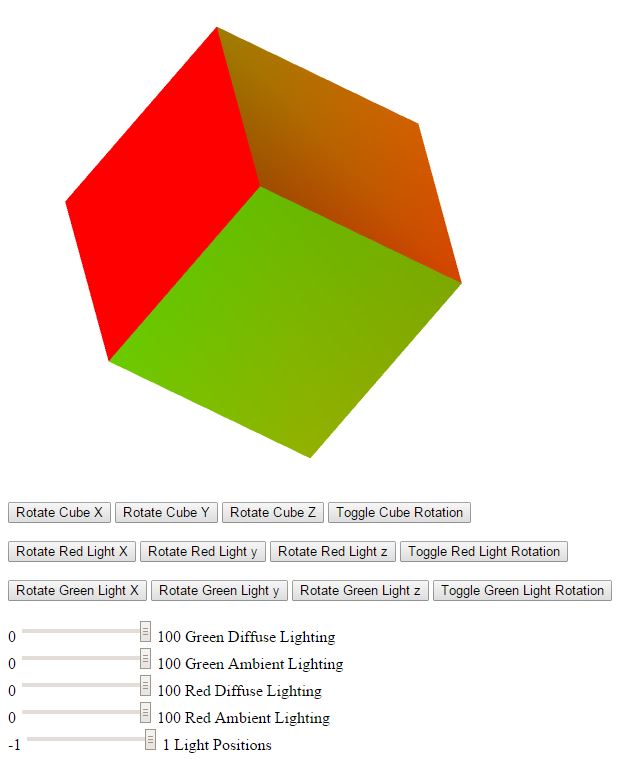 Rotate Cube X Rotate Cube Y Rotate Cube Z Toggle Cube Rotation
Rotate Red Light X Rotate Red Light y Rotate Red Light z Toggle Red Light Rotation
Rotate Green Light X Rotate Green Light y Rotate Green Light z Toggle Green Light Rotation
0 100 Green Diffuse Lighting
0 100 Green Ambient Lighting
0 100 Red Diffuse Lighting
0 100 Red Ambient Lighting
-1 1 Light Positions